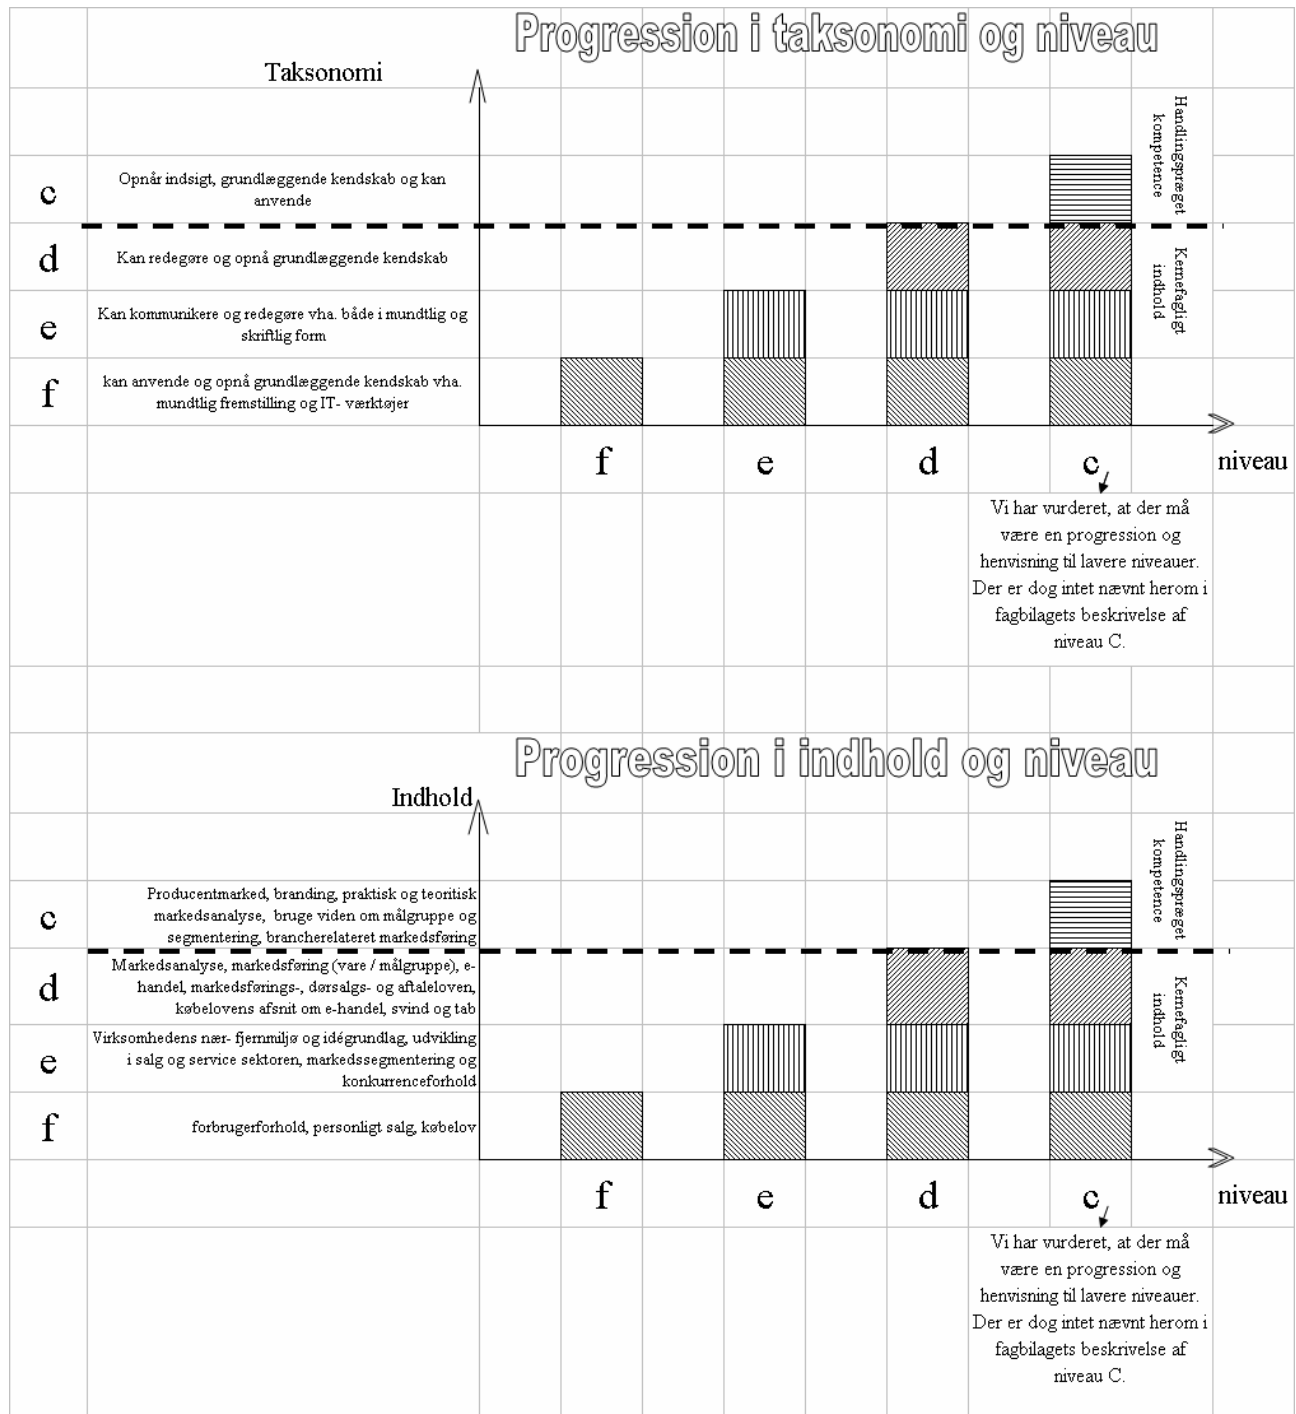 Progression i taksonomi og niveau
Taksonomi
Handlingspræget
kompetence
c
Opnår indsigt, grundlæggende kendskab og kan
anvende
d
Kan redegøre og opnå grundlæggende kendskab
Kernefagligt
indhold
e
Kan kommunikere og redegøre vha. både i mundtlig og
skriftlig form
f
kan anvende og opnå grundlæggende kendskab vha.
mundtlig fremstilling og IT- værktøjer
f e d c niveau
Vi har vurderet, at der må
være en progression og
henvisning til lavere niveauer.
Der er dog intet nævnt herom i
fagbilagets beskrivelse af
niveau C.
Progression i indhold og niveau
Indhold
Handlingspræget
kompetence
c
Producentmarked, branding, praktisk og teoritisk
markedsanalyse, bruge viden om målgruppe og
segmentering, brancherelateret markedsføring
d
Markedsanalyse, markedsføring (vare / målgruppe), e-
handel, markedsførings-, dørsalgs- og aftaleloven,
købelovens afsnit om e-handel, svind og tab
Kernefagligt
indhold
e
Virksomhedens nær- fjernmiljø og idégrundlag, udvikling
i salg og service sektoren, markedssegmentering og
konkurrenceforhold
f
forbrugerforhold, personligt salg, købelov
f e d c niveau
Vi har vurderet, at der må
være en progression og
henvisning til lavere niveauer.
Der er dog intet nævnt herom i
fagbilagets beskrivelse af
niveau C.